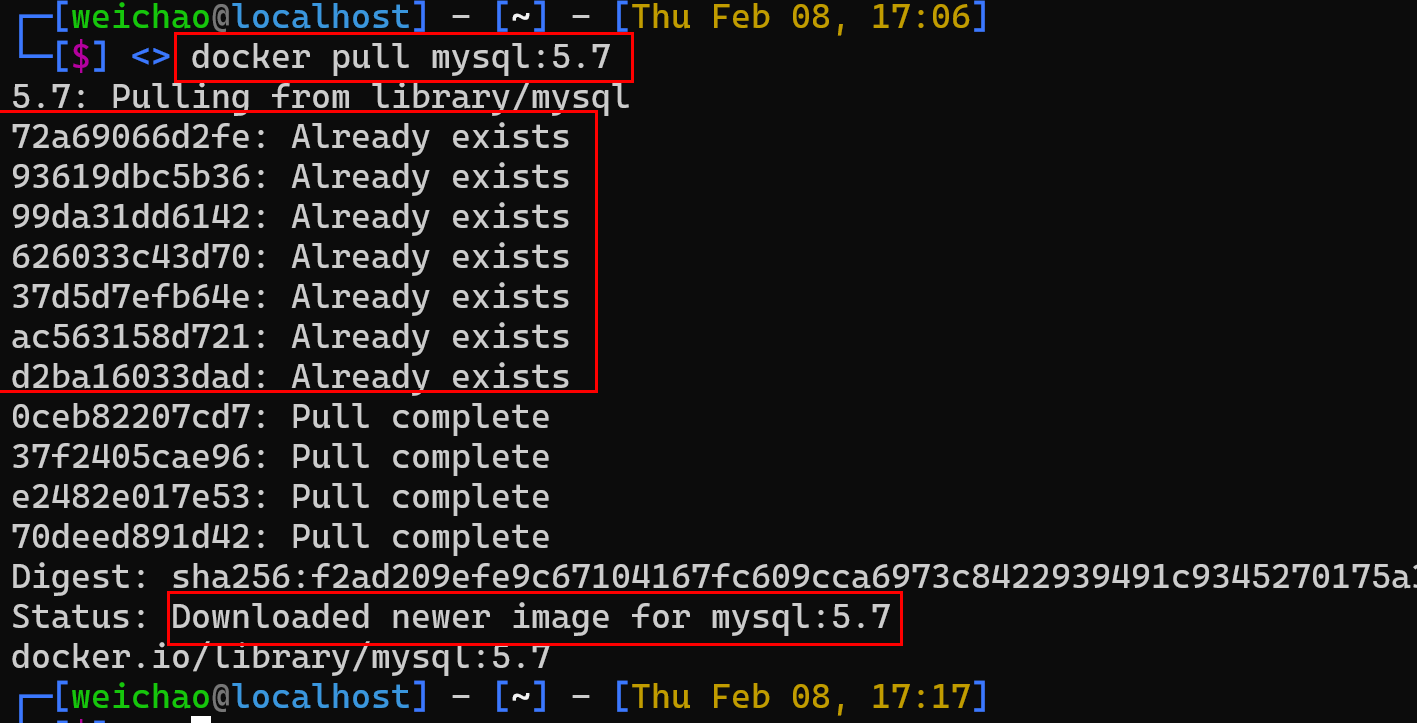 [weichao@localhost] - [~] - [Thu Feb 08, 17:06]
[$] <> docker pull mysql:5.7
5.7: Pulling from library/mysql
72a69066d2fe: Already exists
93619dbc5b36: Already exists
99da31dd6142: Already exists
626033c43d70: Already exists
37d5d7efb64e: Already exists
ac563158d721: Already exists
d2ba16033dad: Already exists
0ceb82207cd7: Pull complete
37f2405cae96: Pull complete
e2482e017e53: Pull complete
70deed891d42: Pull complete
Digest: sha256:f2ad209efe9c67104167fc609cca6973c8422939491c9345270175a
Status: Downloaded newer image for mysql:5.7
docker.io/library/mysql:5.7
[weichao@localhost] - [~] - [Thu Feb 08, 17:17]